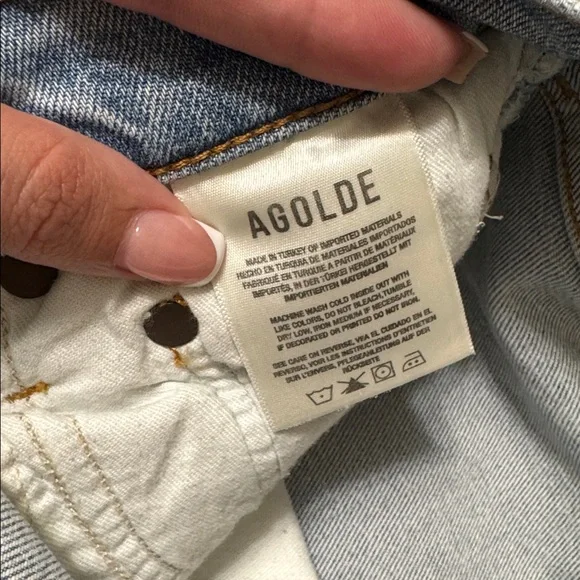 AGOLDE
MADE IN TURKEY OF IMPORTED MATERIALS
HECHO EN TURQUIA DE MATERIALES IMPORTADOS
FABRIQUÉ EN TURQUIE A PARTIR DE MATÉRIAUX
IMPORTÉS, IN DER TÜRKEI HERGESTELLT MIT
IMPORTIERTEN MATERIALIEN
MACHINE WASH COLD INSIDE OUT WITH
LIKE COLORS, DO NOT BLEACH,TUMBLE
DRY LOW, IRON MEDIUM IF NECESSARY,
IF DECORATED OR PRINTED DO NOT IRON.
SEE CARE ON REVERSE, VEA EL CUIDADO EN EL
REVERSO, VOIR LES INSTRUCTIONS D'ENTRETIEN
SUR L'ENVERS, PFLEGEANLEITUNG AUF DER
RÜCKSEITE